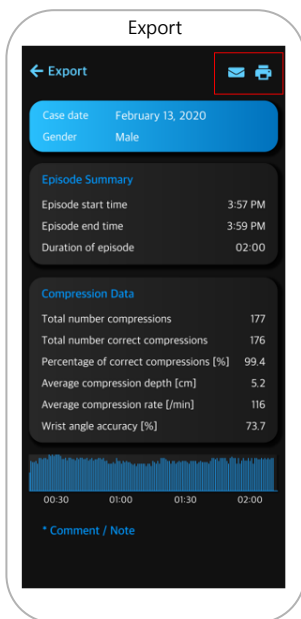 Export
Export
Case date February 13, 2020
Gender Male
Episode Summary
Episode start time 3:57 PM
Episode end time 3:59 PM
Duration of episode 02:00
Compression Data
Total number compressions 177
Total number correct compressions 176
Percentage of correct compressions [%] 99.4
Average compression depth [cm] 5.2
Average compression rate [/min] 116
Wrist angle accuracy [%] 73.7
00:30 01:00 01:30 02:00
* Comment / Note